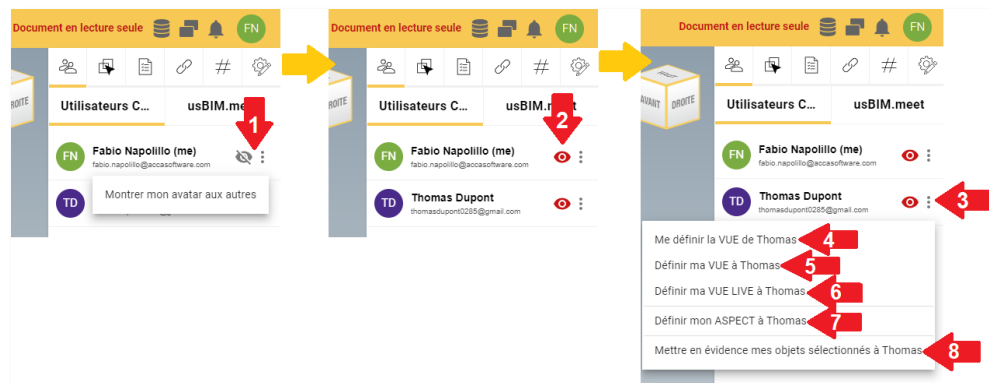 Document en lecture seule FN
ROITE
Utilisateurs C... usBIM.me
1
FN Fabio Napolillo (me)
fabio.napolillo@accasoftware.com
TD
Montrer mon avatar aux autres
Document en lecture seule FN
ROITE
Utilisateurs C...
2
FN Fabio Napolillo (me)
fabio.napolillo@accasoftware.com
TD Thomas Dupont
thomasdupont0285@gmail.com
Document en lecture seule FN
HAUT
AVANT DROITE
Utilisateurs C... usBIM.meet
FN Fabio Napolillo (me)
fabio.napolillo@accasoftware.com
TD Thomas Dupont
thomasdupont0285@gmail.com
3
Me définir la VUE de Thomas 4
Définir ma VUE à Thomas 5
Définir ma VUE LIVE à Thomas 6
Définir mon ASPECT à Thomas 7
Mettre en évidence mes objets sélectionnés à Thomas 8